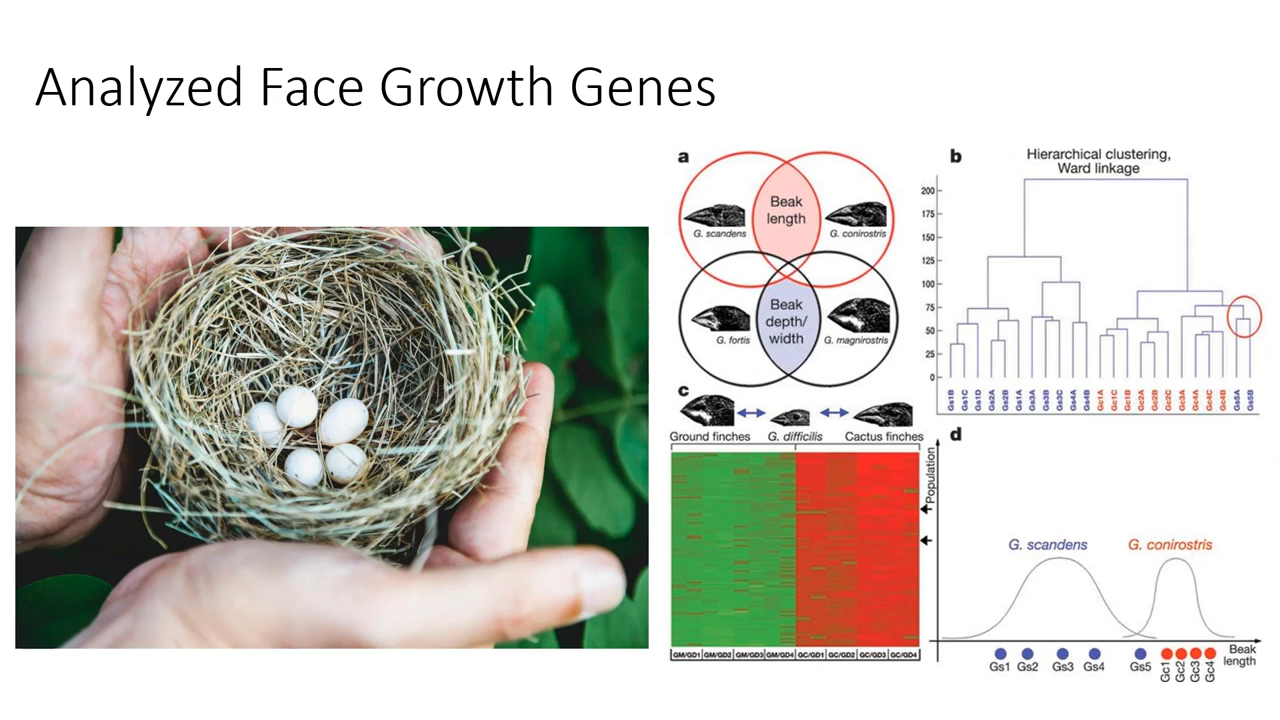 Analyzed Face Growth Genes
a
Beak
length
G. scandens
G. conirostris
Beak
depth/
width
G. fortis
G. magnirostris
b
Hierarchical clustering,
Ward linkage
200
175
150
125
100
75
50
25
0
Gs1B
Gs1C
Gs1D
Gs2A
Gs2B
Gs1A
Gs3A
Gs3B
Gs3C
Gs4A
Gs4B
Gc1A
Gc1C
Gc1B
Gc2A
Gc2B
Gc2C
Gc3A
Gc4A
Gc4C
Gc4B
Gs5A
Gs5B
c
Ground finches
G. difficilis
Cactus finches
GM/GD1
GM/GD2
GM/GD3
GM/GD4
GC/GD1
GC/GD2
GC/GD3
GC/GD4
d
Population
G. scandens
G. conirostris
Gs1
Gs2
Gs3
Gs4
Gs5
Gc1
Gc2
Gc3
Gc4
Beak
length